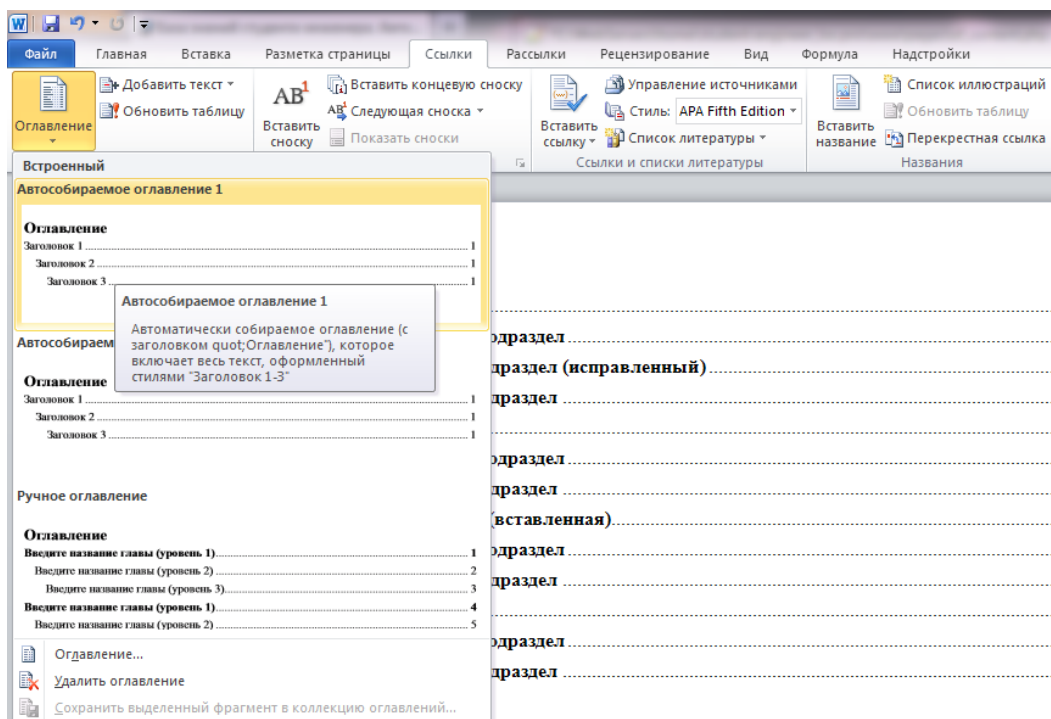 Файл Главная Вставка Разметка страницы Ссылки Рассылки Рецензирование Вид Формула Надстройки
Оглавление
Добавить текст
Обновить таблицу
AB1
Вставить сноску
Вставить концевую сноску
Следующая сноска
Показать сноски
Вставить ссылку
Управление источниками
Стиль: APA Fifth Edition
Список литературы
Ссылки и списки литературы
Вставить название
Список иллюстраций
Обновить таблицу
Перекрестная ссылка
Названия
Встроенный
Автособираемое оглавление 1
Оглавление
Заголовок 1 1
Заголовок 2 1
Заголовок 3 1
Автособираемое оглавление 1
Автоматически собираемое оглавление (с
заголовком quot;Оглавление"), которое
включает весь текст, оформленный
стилями "Заголовок 1-3"
Автособираем
Оглавление
Заголовок 1 1
Заголовок 2 1
Заголовок 3 1
Ручное оглавление
Оглавление
Введите название главы (уровень 1) 1
Введите название главы (уровень 2) 2
Введите название главы (уровень 3) 3
Введите название главы (уровень 1) 4
Введите название главы (уровень 2) 5
Оглавление...
Удалить оглавление
Сохранить выделенный фрагмент в коллекцию оглавлений...
одраздел
драздел (исправленный)
драздел
одраздел
драздел
(вставленная)
одраздел
драздел
одраздел
драздел